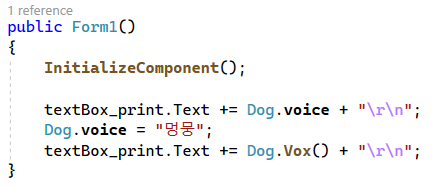 1 reference
public Form1()
{
    InitializeComponent();

    textBox_print.Text += Dog.voice + "\r\n";
    Dog.voice = "멍뭉";
    textBox_print.Text += Dog.Vox() + "\r\n";
}